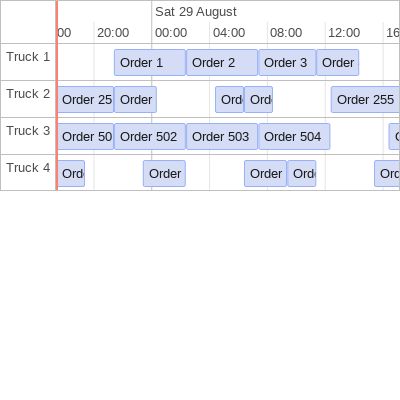 Sat 29 August
00 20:00 00:00 04:00 08:00 12:00 16
Truck 1 Order 1 Order 2 Order 3 Order
Truck 2 Order 25 Order Ord Ord Order 255
Truck 3 Order 50 Order 502 Order 503 Order 504
Truck 4 Ord Order Order Ord Ord